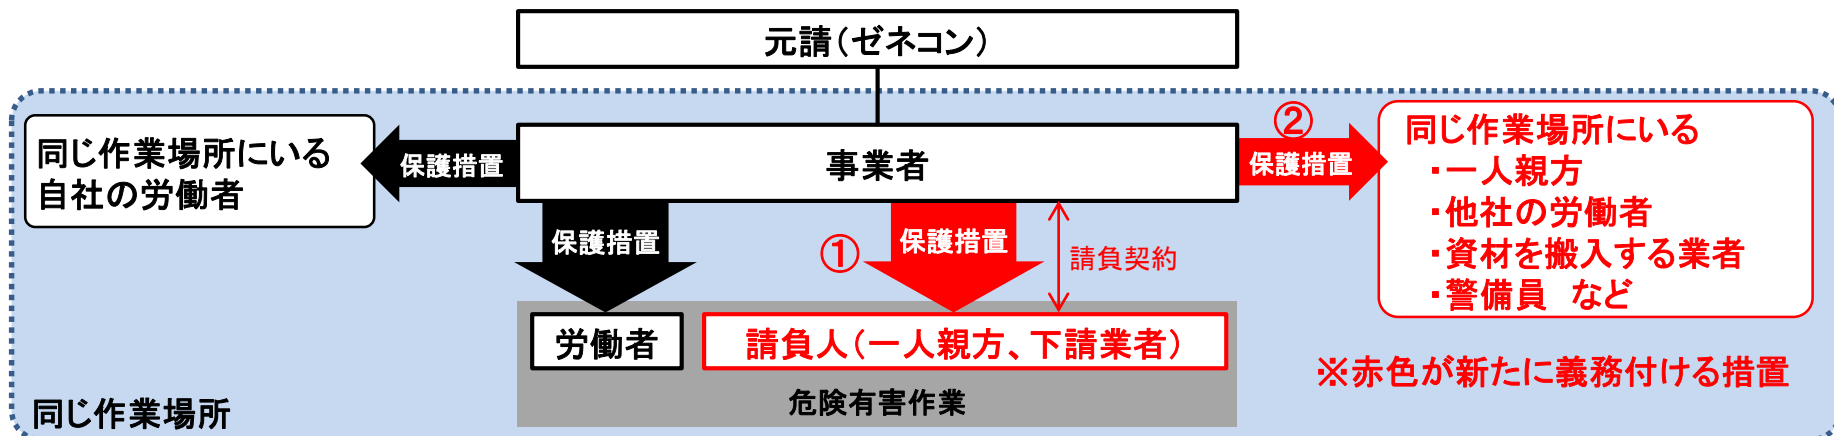 元請（ゼネコン）
同じ作業場所にいる
自社の労働者
保護措置
事業者
②
保護措置
同じ作業場所にいる
・一人親方
・他社の労働者
・資材を搬入する業者
・警備員　など
保護措置
①
保護措置
請負契約
労働者
請負人（一人親方、下請業者）
危険有害作業
※赤色が新たに義務付ける措置
同じ作業場所